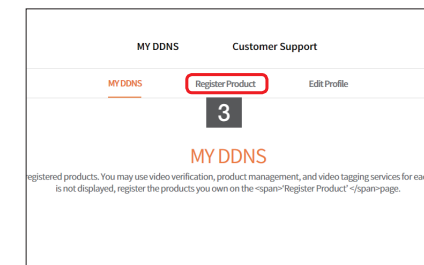 MY DDNS Customer Support
MY DDNS Register Product Edit Profile
3
MY DDNS
registered products. You may use video verification, product management, and video tagging services for
is not displayed, register the products you own on the <span>'Register Product' </span>page.